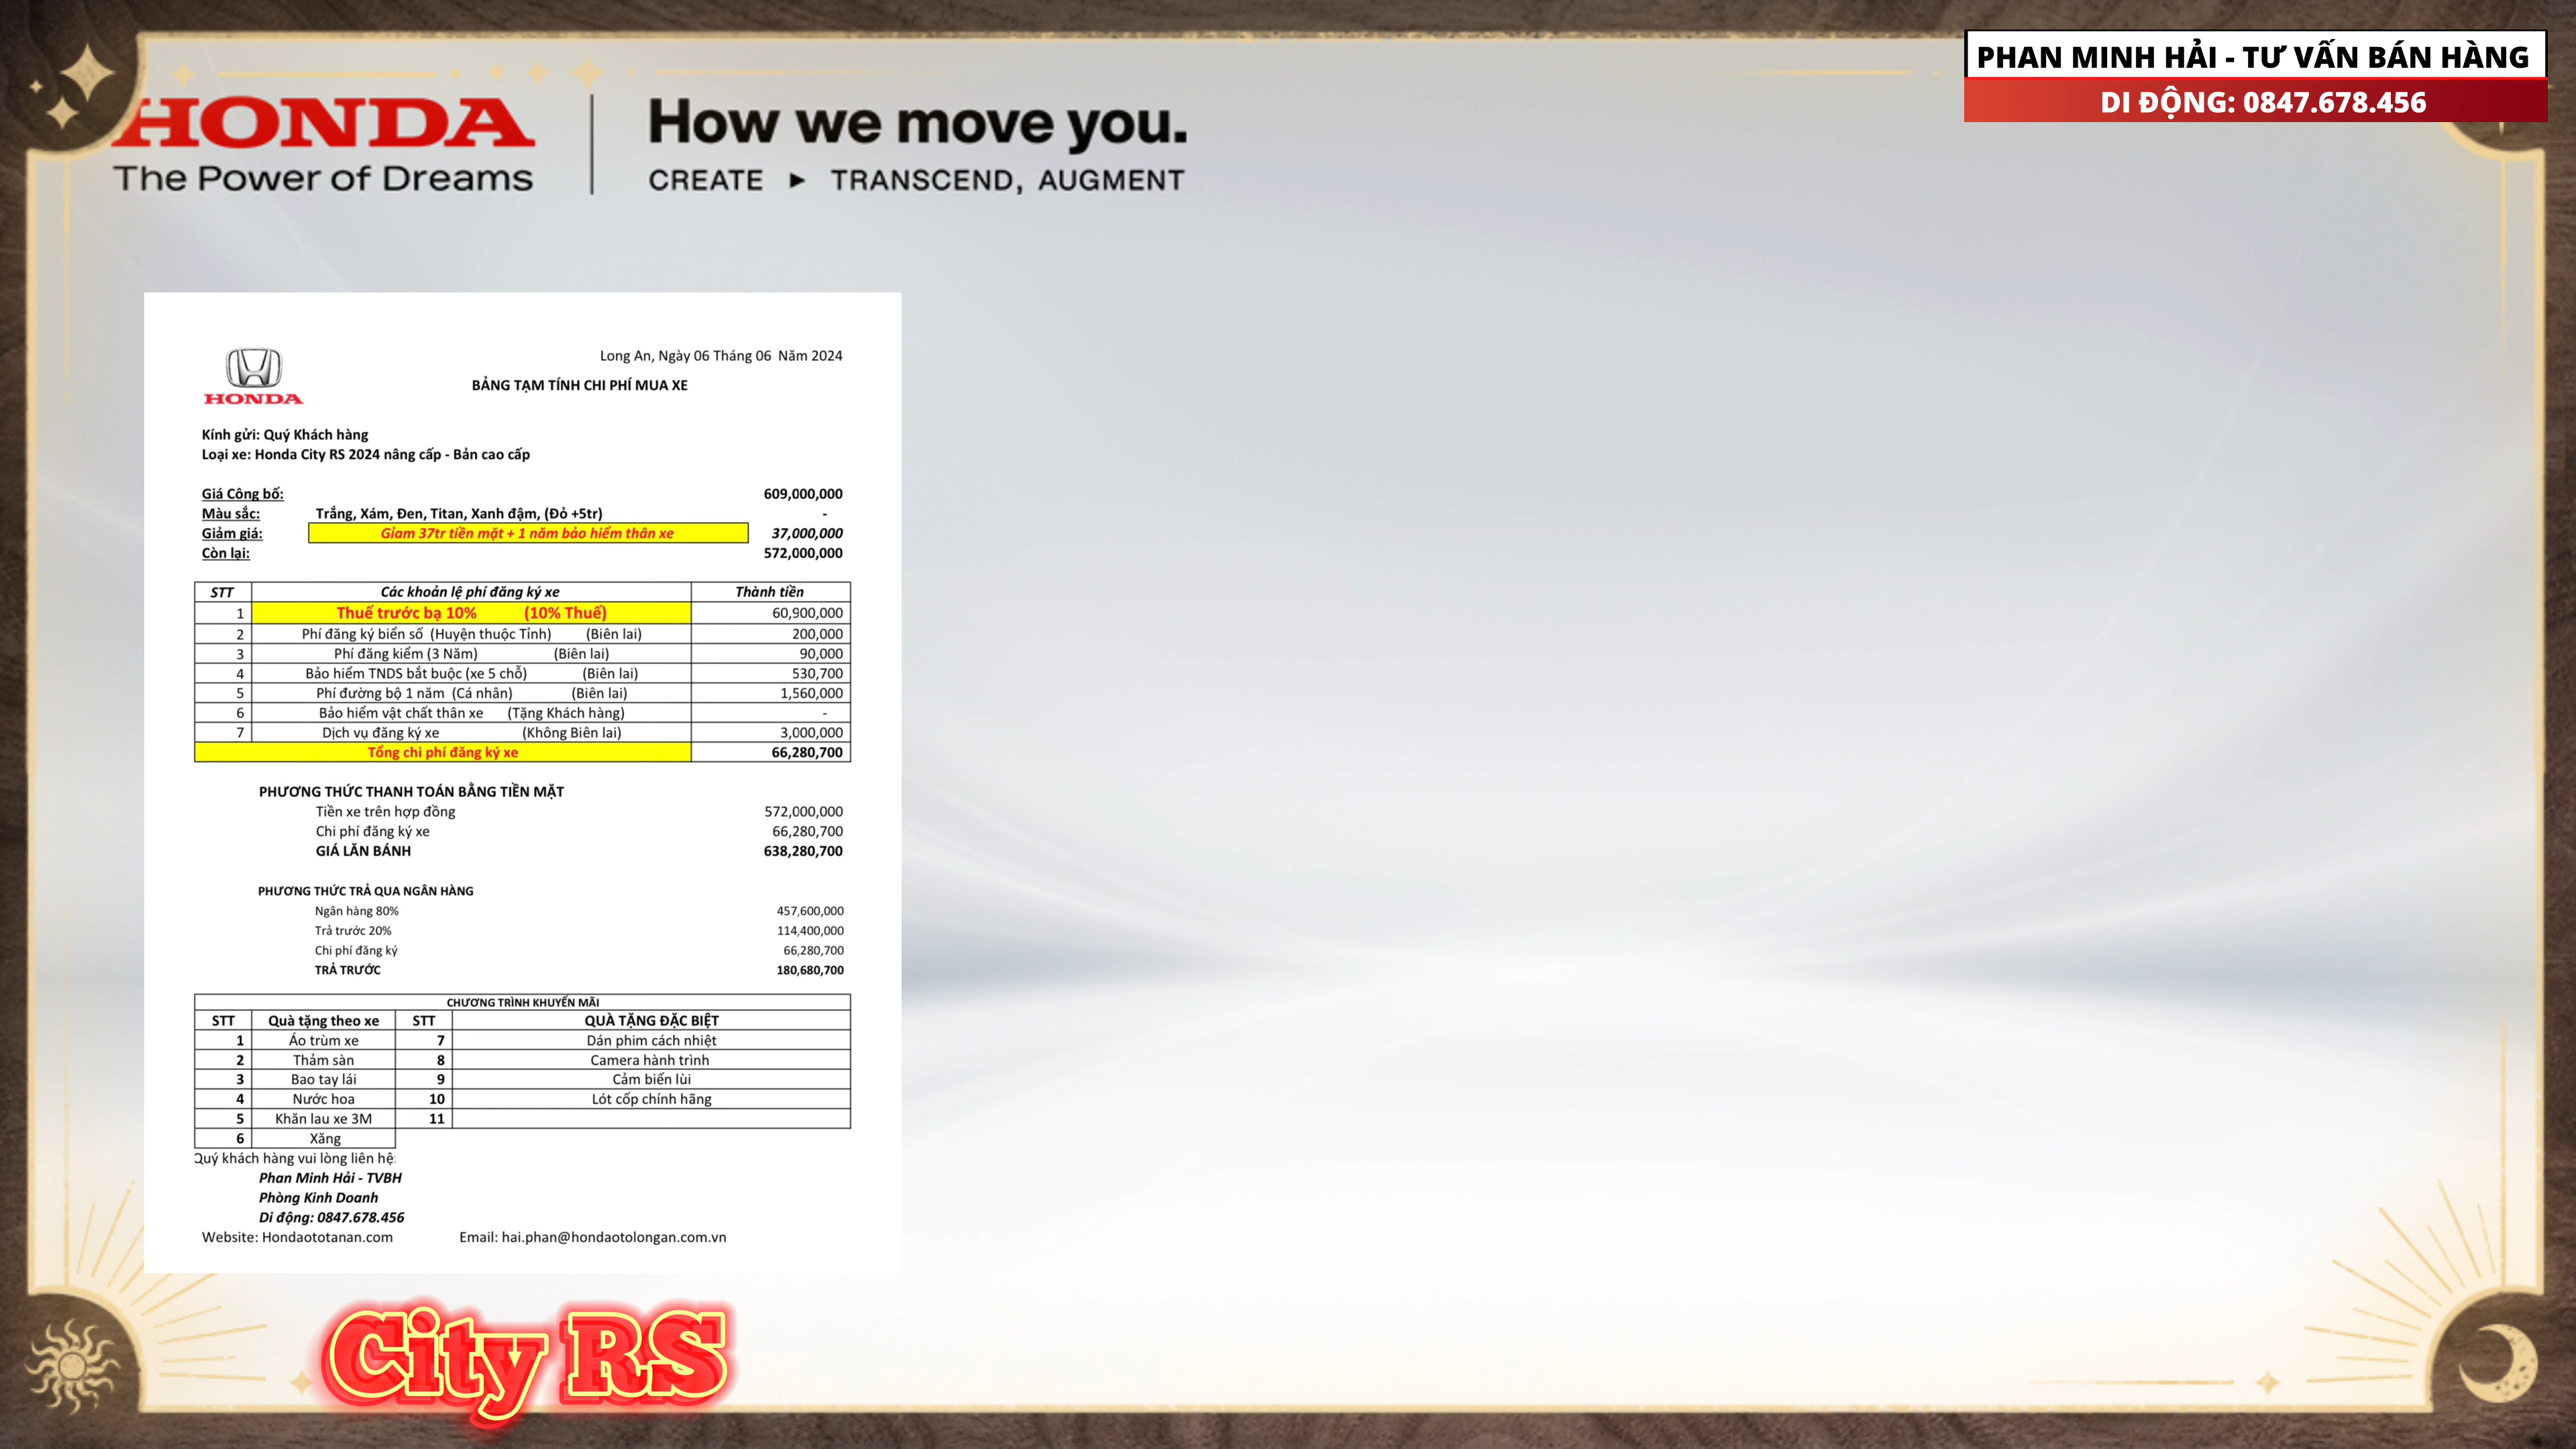 PHAN MINH HẢI - TƯ VẤN BÁN HÀNG
DI ĐỘNG: 0847.678.456
HONDA
The Power of Dreams
How we move you.
CREATE ► TRANSCEND, AUGMENT
HONDA
Long An, Ngày 06 Tháng 06 Năm 2024
BẢNG TẠM TÍNH CHI PHÍ MUA XE
Kính gửi: Quý Khách hàng
Loại xe: Honda City RS 2024 nâng cấp - Bản cao cấp
Giá Công bố: 609,000,000
Màu sắc: Trắng, Xám, Đen, Titan, Xanh đậm, (Đỏ +5tr) -
Giảm giá: Giảm 37tr tiền mặt + 1 năm bảo hiểm thân xe 37,000,000
Còn lại: 572,000,000
STT Các khoản lệ phí đăng ký xe Thành tiền
1 Thuế trước bạ 10% (10% Thuế) 60,900,000
2 Phí đăng ký biển số (Huyện thuộc Tỉnh) (Biên lai) 200,000
3 Phí đăng kiểm (3 Năm) (Biên lai) 90,000
4 Bảo hiểm TNDS bắt buộc (xe 5 chỗ) (Biên lai) 530,700
5 Phí đường bộ 1 năm (Cá nhân) (Biên lai) 1,560,000
6 Bảo hiểm vật chất thân xe (Tặng Khách hàng) -
7 Dịch vụ đăng ký xe (Không Biên lai) 3,000,000
Tổng chi phí đăng ký xe 66,280,700
PHƯƠNG THỨC THANH TOÁN BẰNG TIỀN MẶT
Tiền xe trên hợp đồng 572,000,000
Chi phí đăng ký xe 66,280,700
GIÁ LĂN BÁNH 638,280,700
PHƯƠNG THỨC TRẢ QUA NGÂN HÀNG
Ngân hàng 80% 457,600,000
Trả trước 20% 114,400,000
Chi phí đăng ký 66,280,700
TRẢ TRƯỚC 180,680,700
CHƯƠNG TRÌNH KHUYẾN MÃI
STT Quà tặng theo xe STT QUÀ TẶNG ĐẶC BIỆT
1 Áo trùm xe 7 Dán phim cách nhiệt
2 Thảm sàn 8 Camera hành trình
3 Bao tay lái 9 Cảm biến lùi
4 Nước hoa 10 Lót cốp chính hãng
5 Khăn lau xe 3M 11
6 Xăng
Quý khách hàng vui lòng liên hệ:
Phan Minh Hải - TVBH
Phòng Kinh Doanh
Di động: 0847.678.456
Website: Hondaototanan.com Email: hai.phan@hondaotolongan.com.vn
City RS